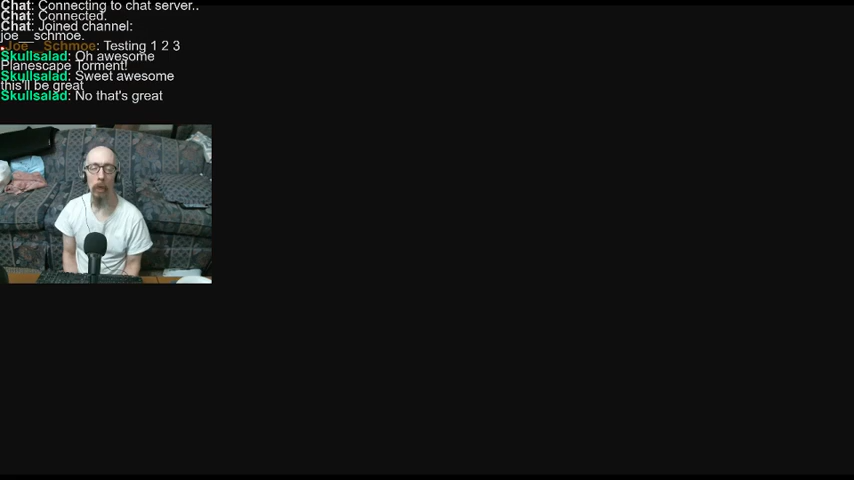 Chat: Connecting to chat server..
Chat: Connected.
Chat: Joined channel:
joe__schmoe.
Joe__Schmoe: Testing 1 2 3
Skullsalad: Oh awesome
Planescape Torment!
Skullsalad: Sweet awesome
this'll be great
Skullsalad: No that's great